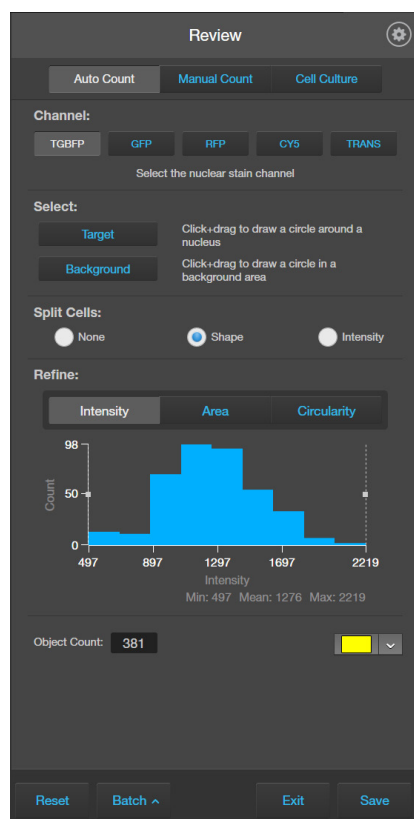 Review
Auto Count Manual Count Cell Culture
Channel:
TGBFP GFP RFP CY5 TRANS
Select the nuclear stain channel
Select:
Target
Click+drag to draw a circle around a
nucleus
Background
Click+drag to draw a circle in a
background area
Split Cells:
None Shape Intensity
Refine:
Intensity Area Circularity
98
50
0
Count
497 897 1297 1697 2219
Intensity
Min: 497 Mean: 1276 Max: 2219
Object Count: 381
Reset Batch Exit Save